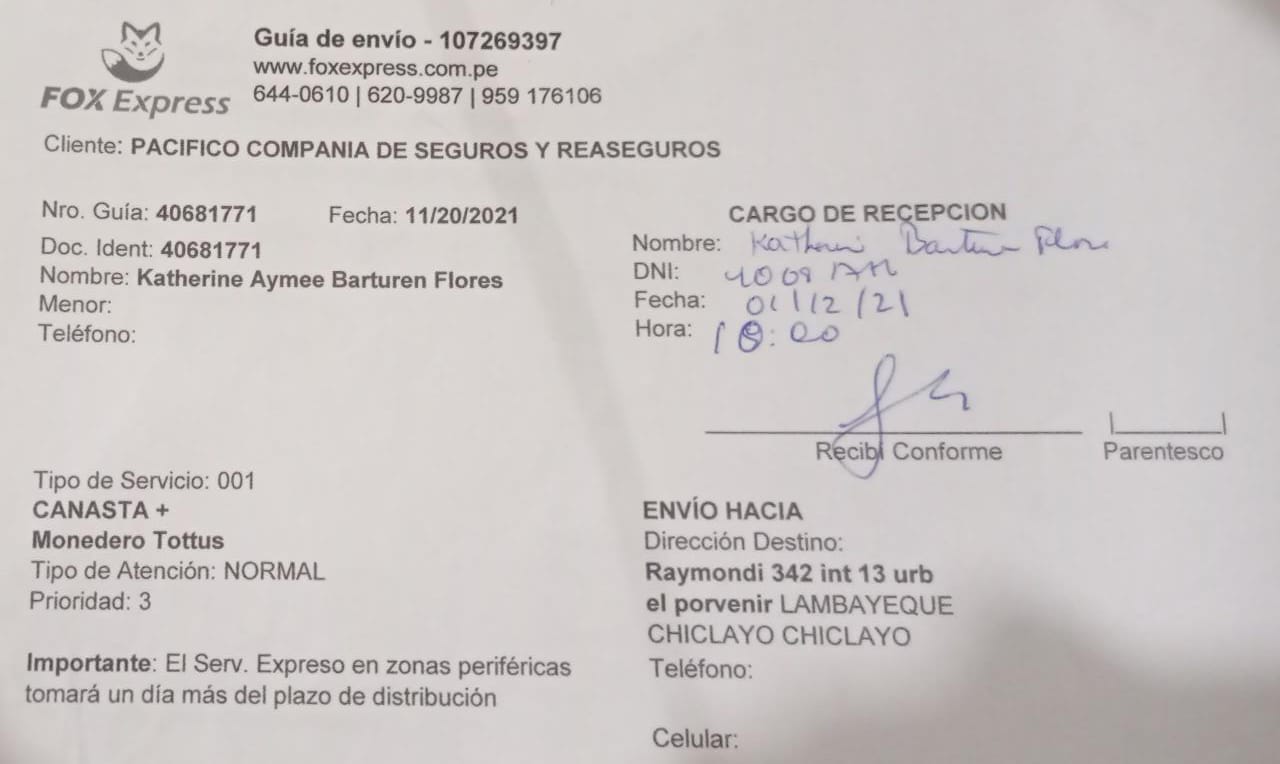 FOX Express
Guía de envío - 107269397
www.foxexpress.com.pe
644-0610 | 620-9987 | 959 176106
Cliente: PACIFICO COMPANIA DE SEGUROS Y REASEGUROS
Nro. Guía: 40681771 Fecha: 11/20/2021
Doc. Ident: 40681771
Nombre: Katherine Aymee Barturen Flores
Menor:
Teléfono:
CARGO DE RECEPCION
Nombre:
DNI:
Fecha: 01/12/21
Hora:
Recibí Conforme
Parentesco
Tipo de Servicio: 001
CANASTA +
Monedero Tottus
Tipo de Atención: NORMAL
Prioridad: 3
Importante: El Serv. Expreso en zonas periféricas
tomará un día más del plazo de distribución
ENVÍO HACIA
Dirección Destino:
Raymondi 342 int 13 urb
el porvenir LAMBAYEQUE
CHICLAYO CHICLAYO
Teléfono:
Celular: